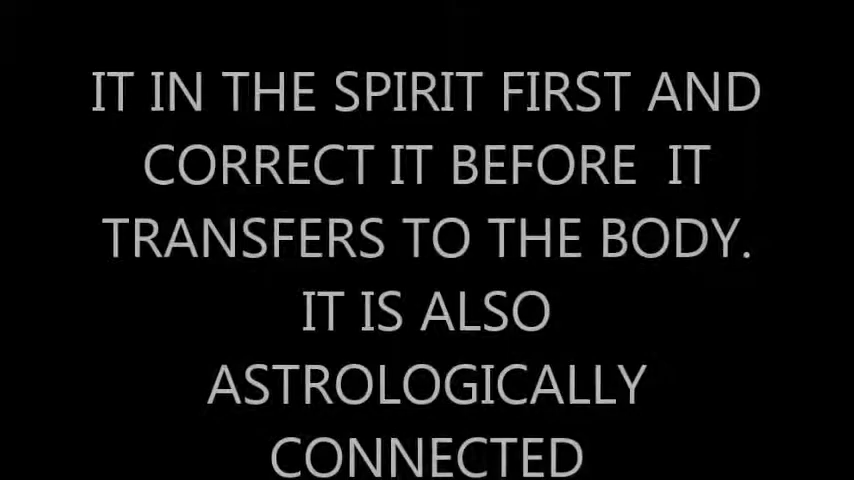 IT IN THE SPIRIT FIRST AND
CORRECT IT BEFORE IT
TRANSFERS TO THE BODY.
IT IS ALSO
ASTROLOGICALLY
CONNECTED